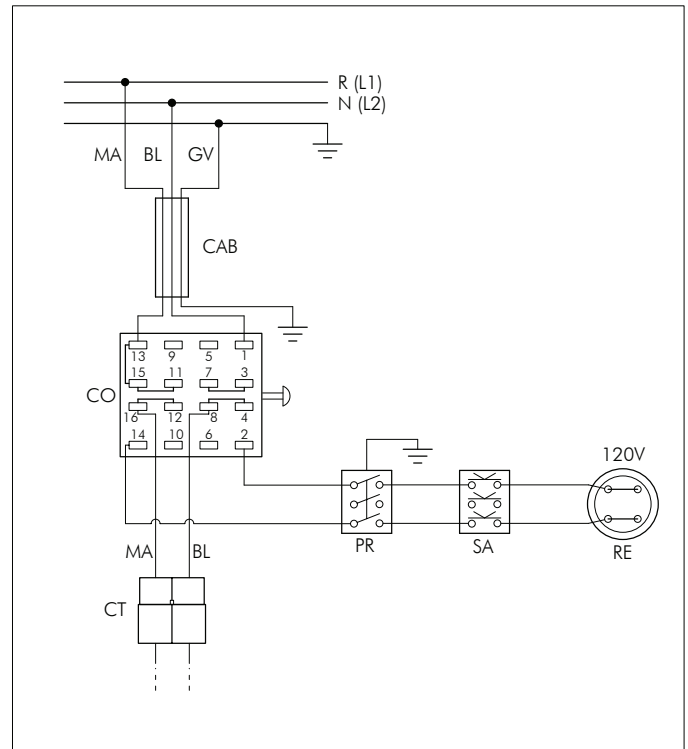 R (L1)
N (L2)
MA BL GV
CAB
13 9 5 1
15 11 7 3
CO
16 12 8 4
14 10 6 2
120V
PR SA RE
MA BL
CT